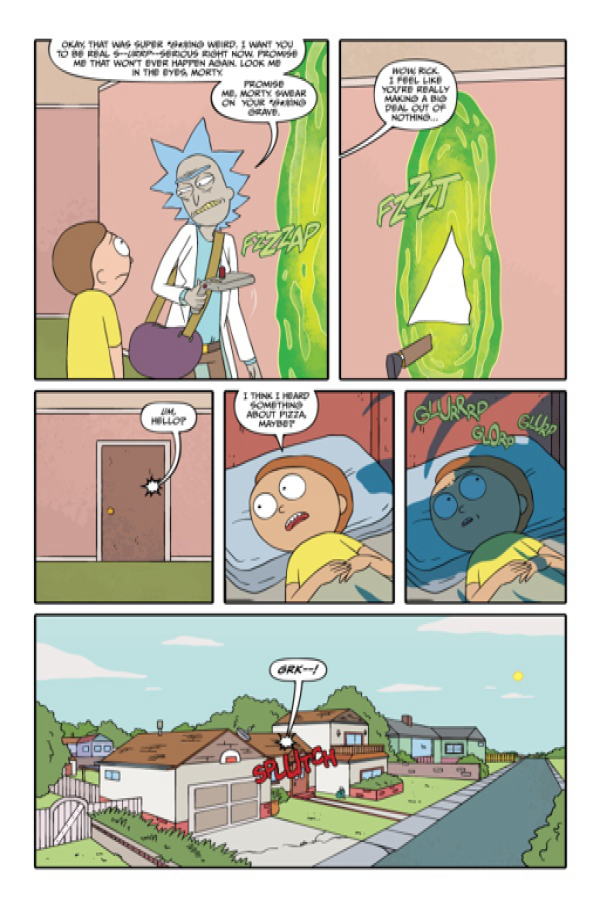 OKAY, THAT WAS SUPER *G#%ING WEIRD. I WANT YOU
TO BE REAL S--URRP--SERIOUS RIGHT NOW. PROMISE
ME THAT WON'T EVER HAPPEN AGAIN. LOOK ME
IN THE EYES, MORTY.
PROMISE
ME, MORTY. SWEAR
ON YOUR *G#%ING
GRAVE.
FZZZAP
WOW, RICK.
I FEEL LIKE
YOU'RE REALLY
MAKING A BIG
DEAL OUT OF
NOTHING...
FZZZZT
UM,
HELLO?
I THINK I HEARD
SOMETHING
ABOUT PIZZA,
MAYBE?
GLURRRP
GLORP
GLURP
GRK--!
SPLUTCH